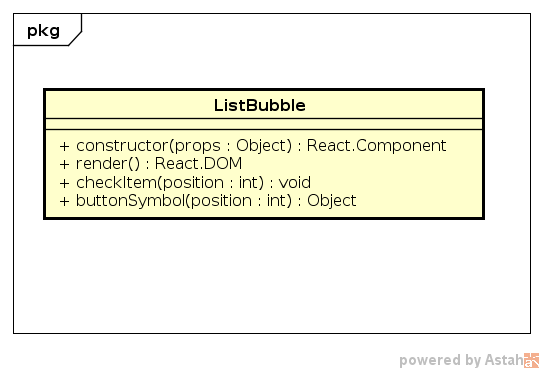 pkg
ListBubble
+ constructor(props : Object) : React.Component
+ render() : React.DOM
+ checkItem(position : int) : void
+ buttonSymbol(position : int) : Object
powered by Astah